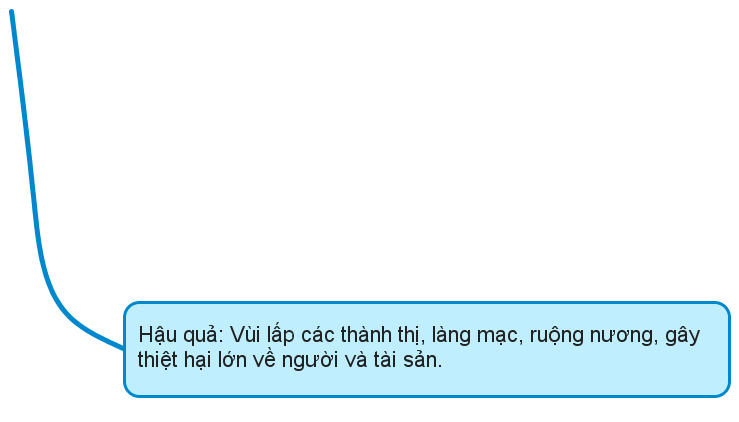 Hậu quả: Vùi lấp các thành thị, làng mạc, ruộng nương, gây
thiệt hại lớn về người và tài sản.